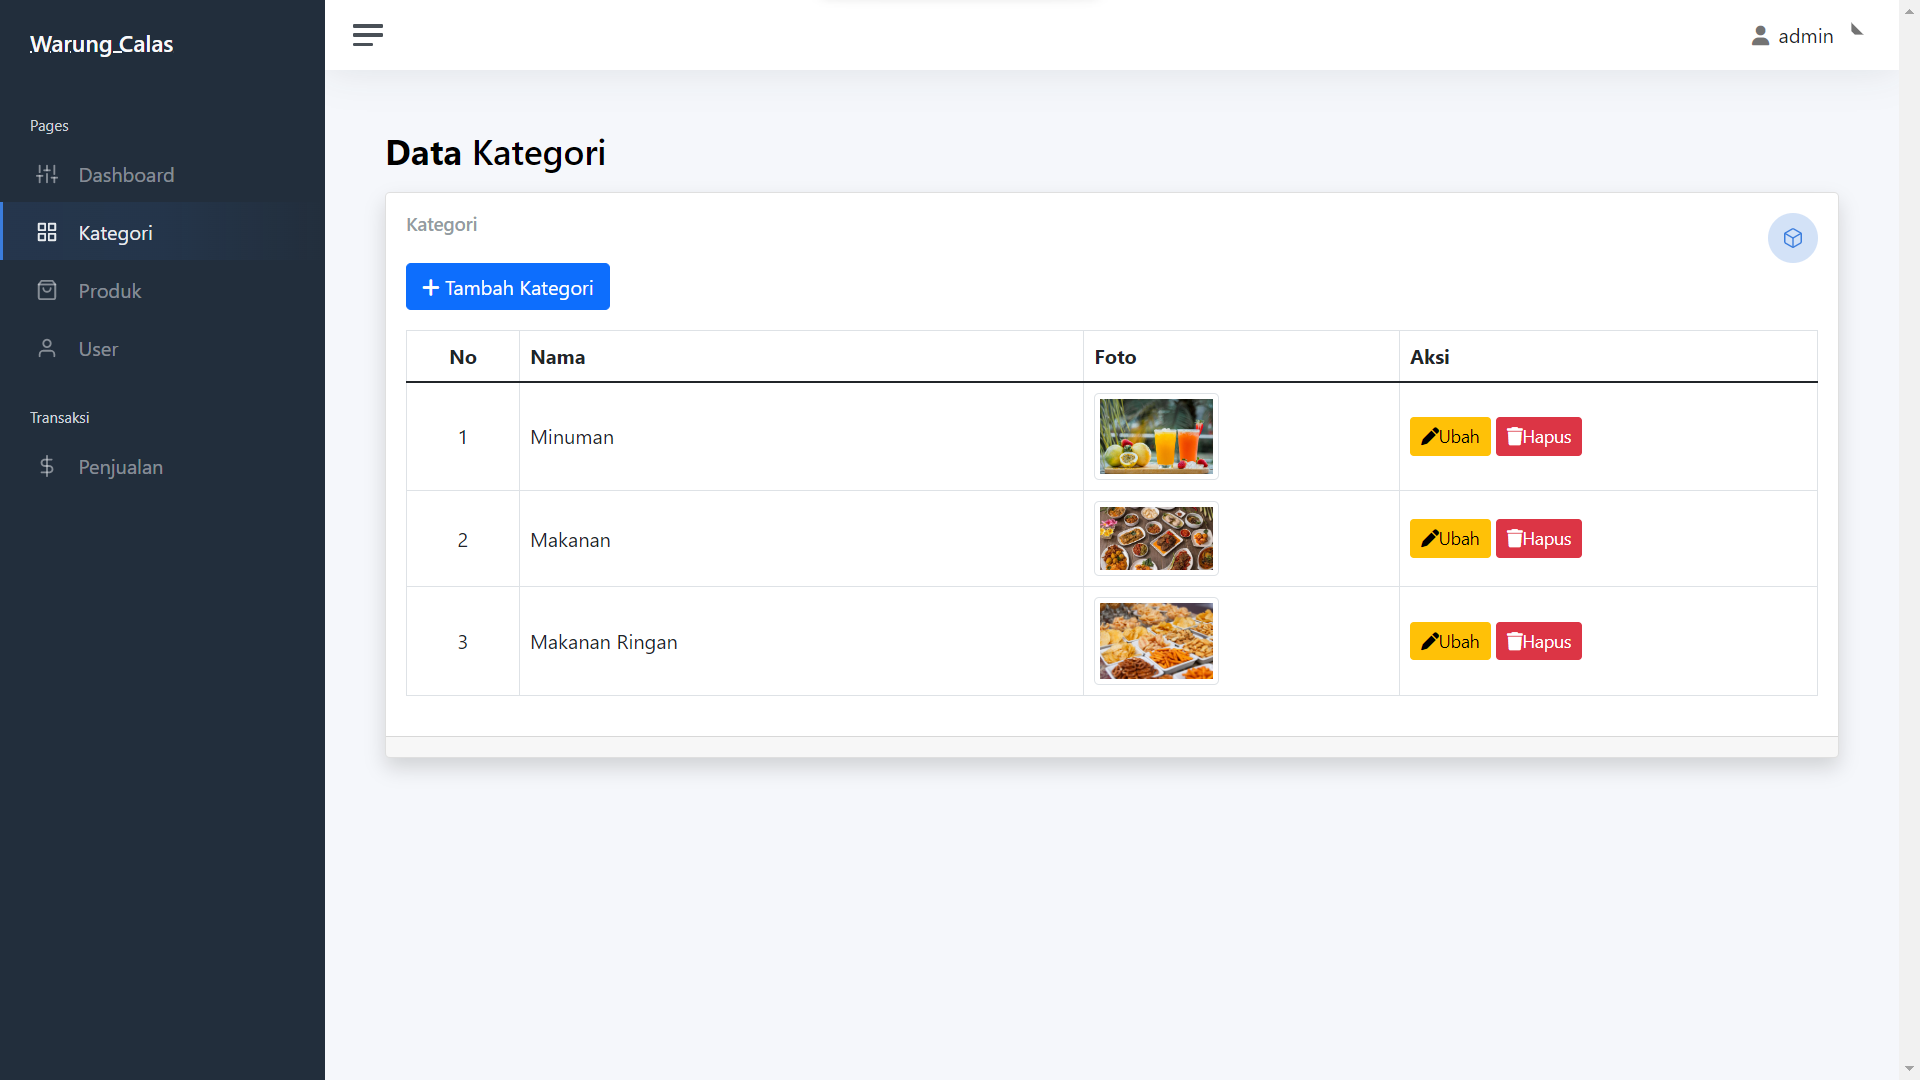 Warung_Calas
admin
Pages
Dashboard
Kategori
Produk
User
Transaksi
Penjualan
Data Kategori
Kategori
Tambah Kategori
No Nama Foto Aksi
1 Minuman Ubah Hapus
2 Makanan Ubah Hapus
3 Makanan Ringan Ubah Hapus